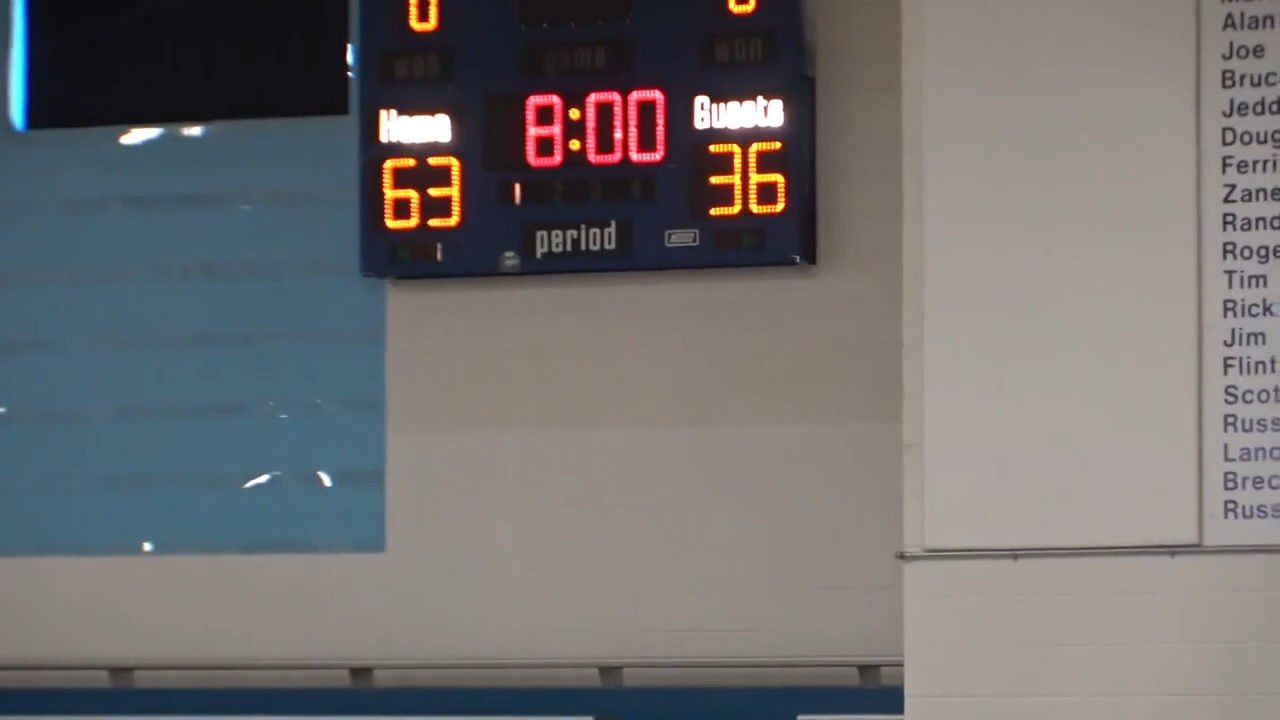 won game won
Home 8:00 Guests
63 36
1
period
Alan
Joe
Bruc
Jedd
Doug
Ferri
Zane
Rand
Roge
Tim
Rick
Jim
Flint
Scot
Russ
Lanc
Brec
Russ